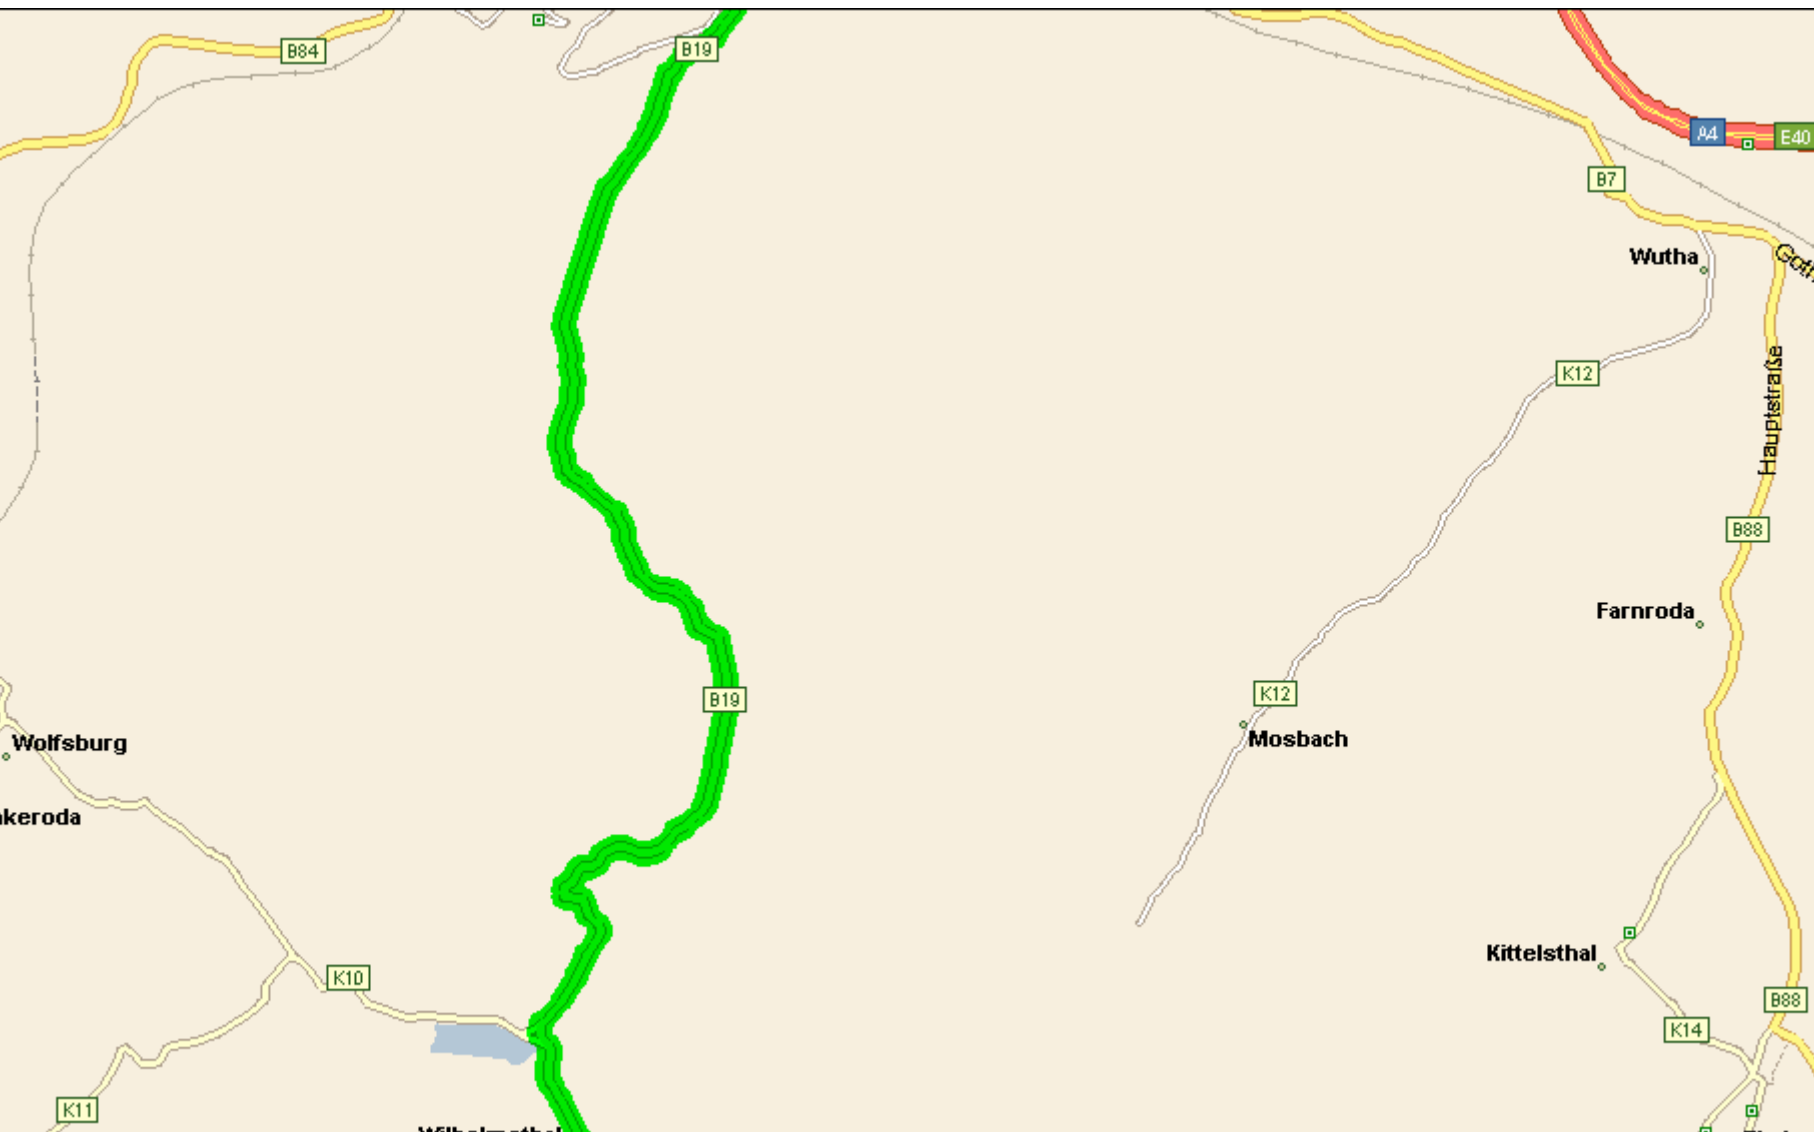 B84
B19
A4
E40
B7
Wutha
K12
Hauptstraße
B88
Farnroda
B19
K12
Mosbach
Wolfsburg
keroda
Kittelsthal
K10
B88
K14
K11